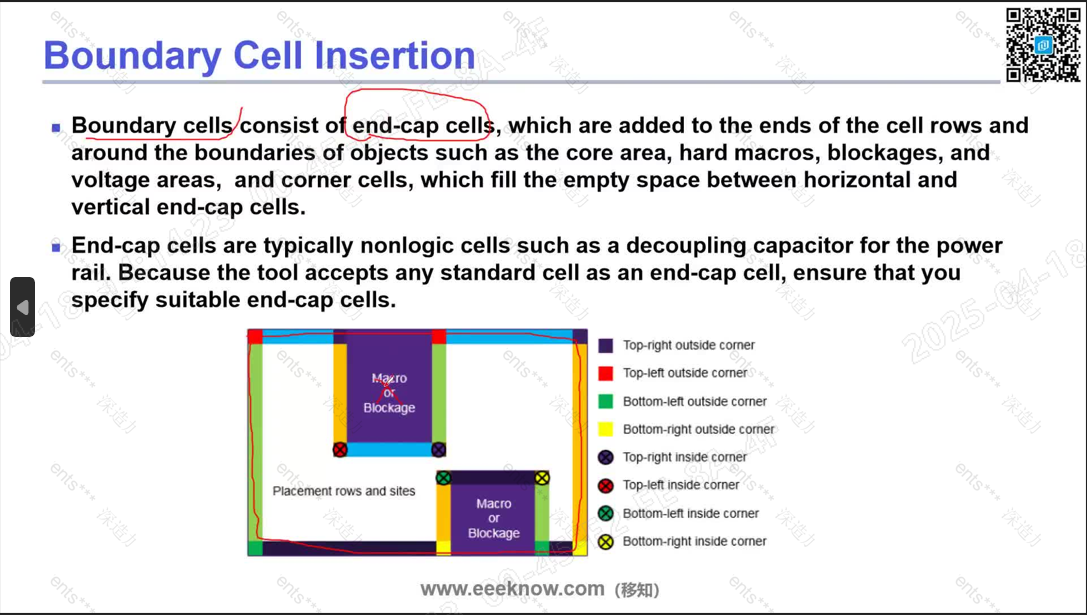 Boundary Cell Insertion
Boundary cells consist of end-cap cells, which are added to the ends of the cell rows and
around the boundaries of objects such as the core area, hard macros, blockages, and
voltage areas, and corner cells, which fill the empty space between horizontal and
vertical end-cap cells.
End-cap cells are typically nonlogic cells such as a decoupling capacitor for the power
rail. Because the tool accepts any standard cell as an end-cap cell, ensure that you
specify suitable end-cap cells.
Macro
or
Blockage
Placement rows and sites
Macro
or
Blockage
Top-right outside corner
Top-left outside corner
Bottom-left outside corner
Bottom-right outside corner
Top-right inside corner
Top-left inside corner
Bottom-left inside corner
Bottom-right inside corner
www.eeeknow.com (移知)